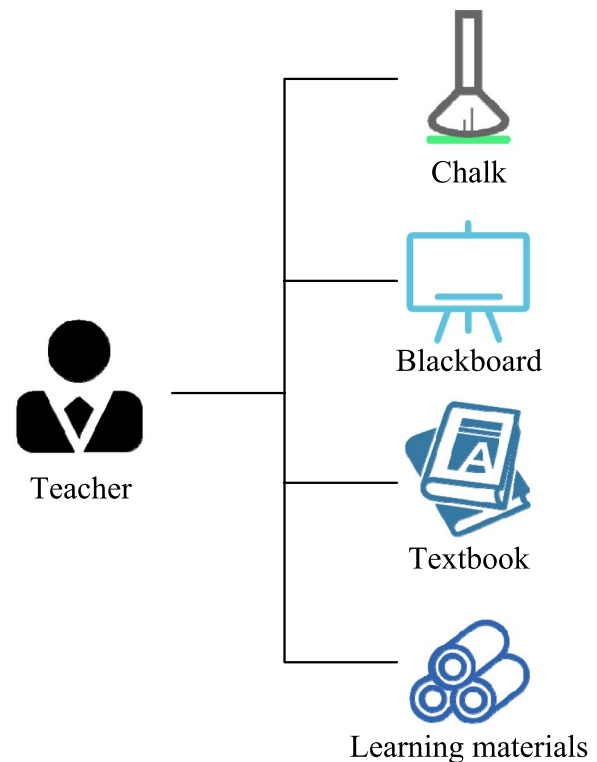 Chalk
Blackboard
Teacher
A
Textbook
Learning materials